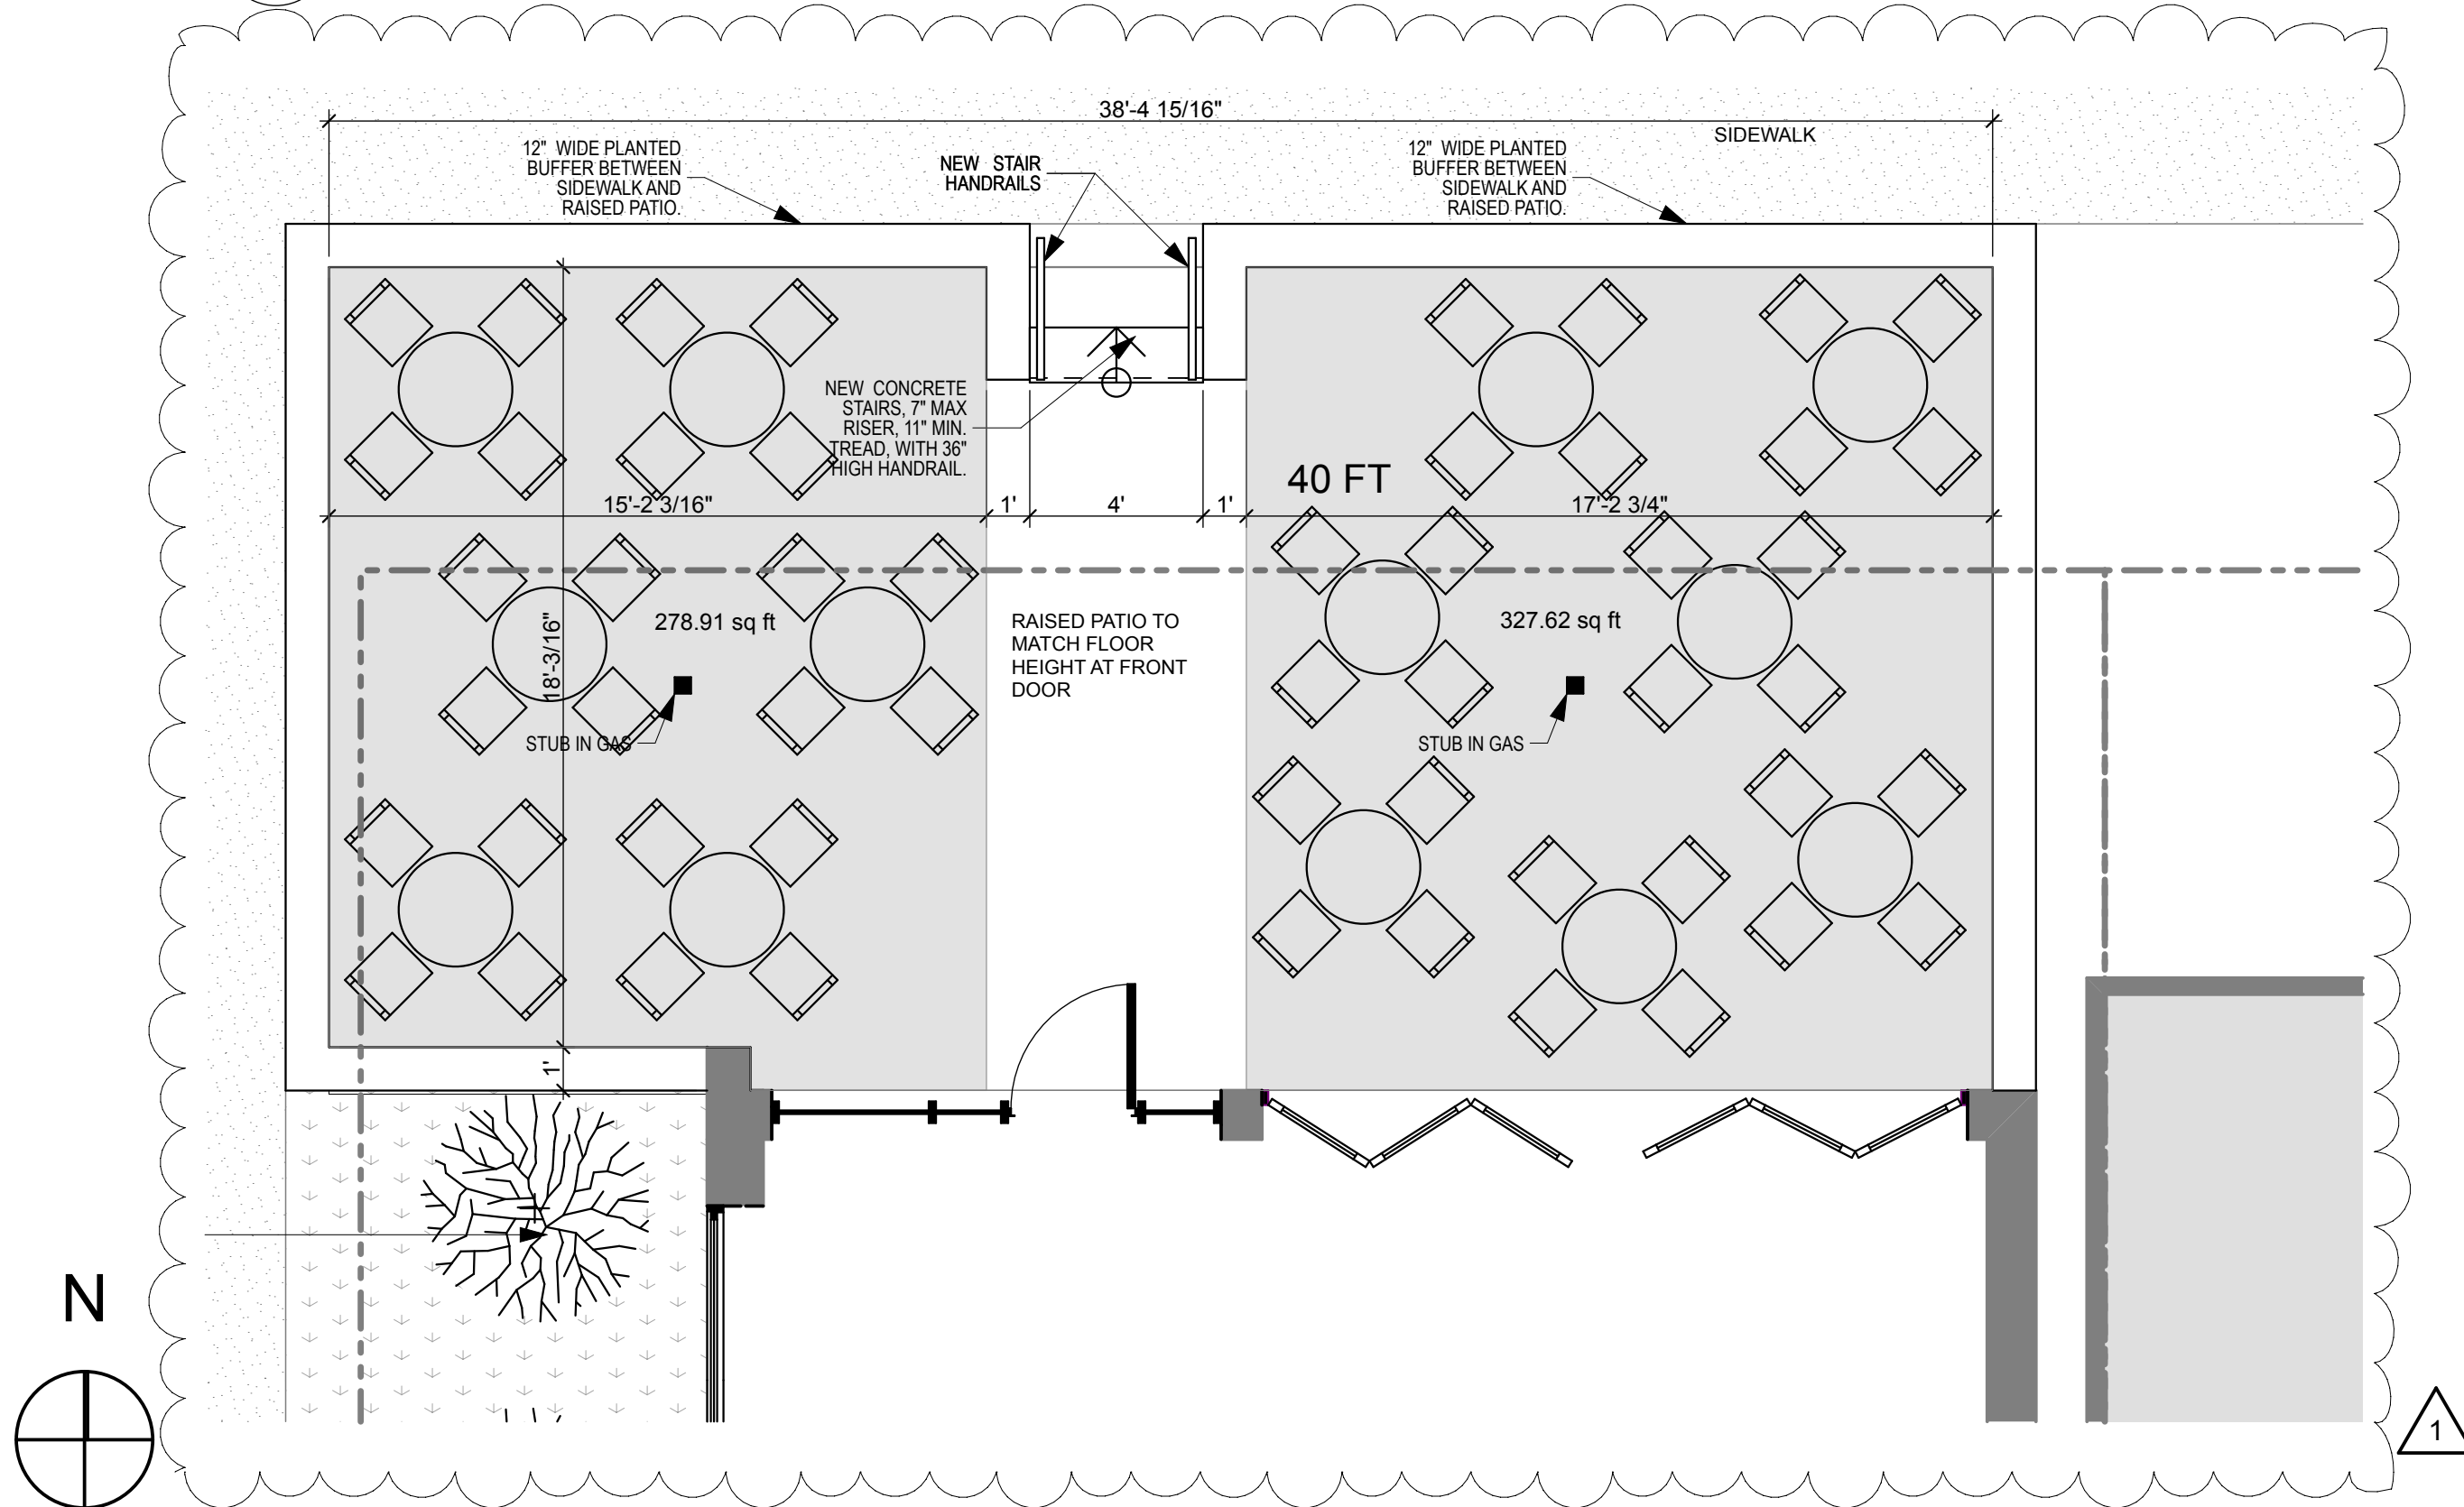 38'-4 15/16"
SIDEWALK
12" WIDE PLANTED
BUFFER BETWEEN
SIDEWALK AND
RAISED PATIO.
NEW STAIR
HANDRAILS
12" WIDE PLANTED
BUFFER BETWEEN
SIDEWALK AND
RAISED PATIO.
NEW CONCRETE
STAIRS, 7" MAX
RISER, 11" MIN.
TREAD, WITH 36"
HIGH HANDRAIL.
40 FT
15'-2 3/16"
1'
4'
1'
17'-2 3/4"
278.91 sq ft
18'-3/16"
RAISED PATIO TO
MATCH FLOOR
HEIGHT AT FRONT
DOOR
327.62 sq ft
STUB IN GAS
STUB IN GAS
1'
N
1